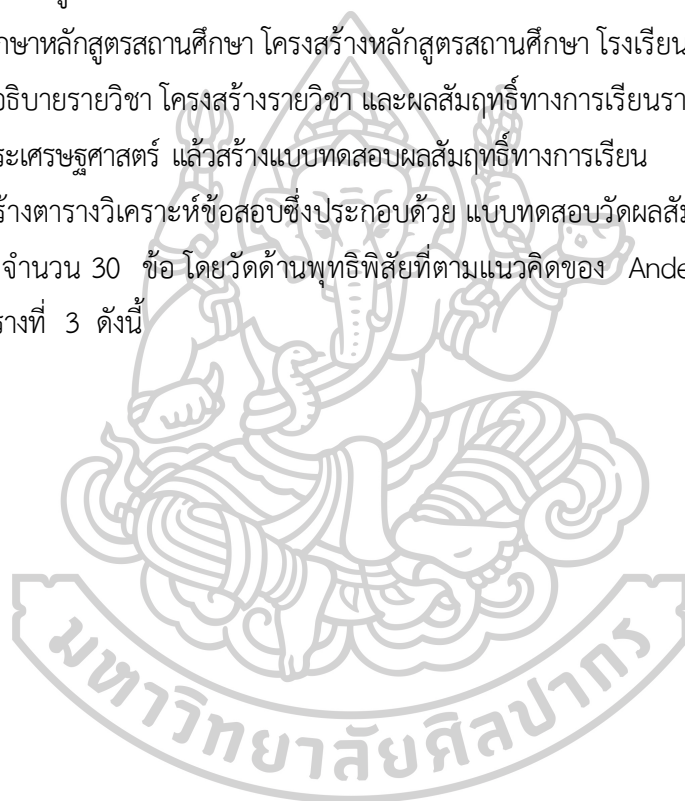 กษาหลักสูตรสถานศึกษา โครงสร้างหลักสูตรสถานศึกษา โรงเรียน
อธิบายรายวิชา โครงสร้างรายวิชา และผลสัมฤทธิ์ทางการเรียนรา
ระเศรษฐศาสตร์ แล้วสร้างแบบทดสอบผลสัมฤทธิ์ทางการเรียน
ร้างตารางวิเคราะห์ข้อสอบซึ่งประกอบด้วย แบบทดสอบวัดผลสัม
จำนวน 30 ข้อ โดยวัดด้านพุทธิพิสัยที่ตามแนวคิดของ Ande
รางที่ 3 ดังนี้
มหาวิทยาลัยศิลปากร